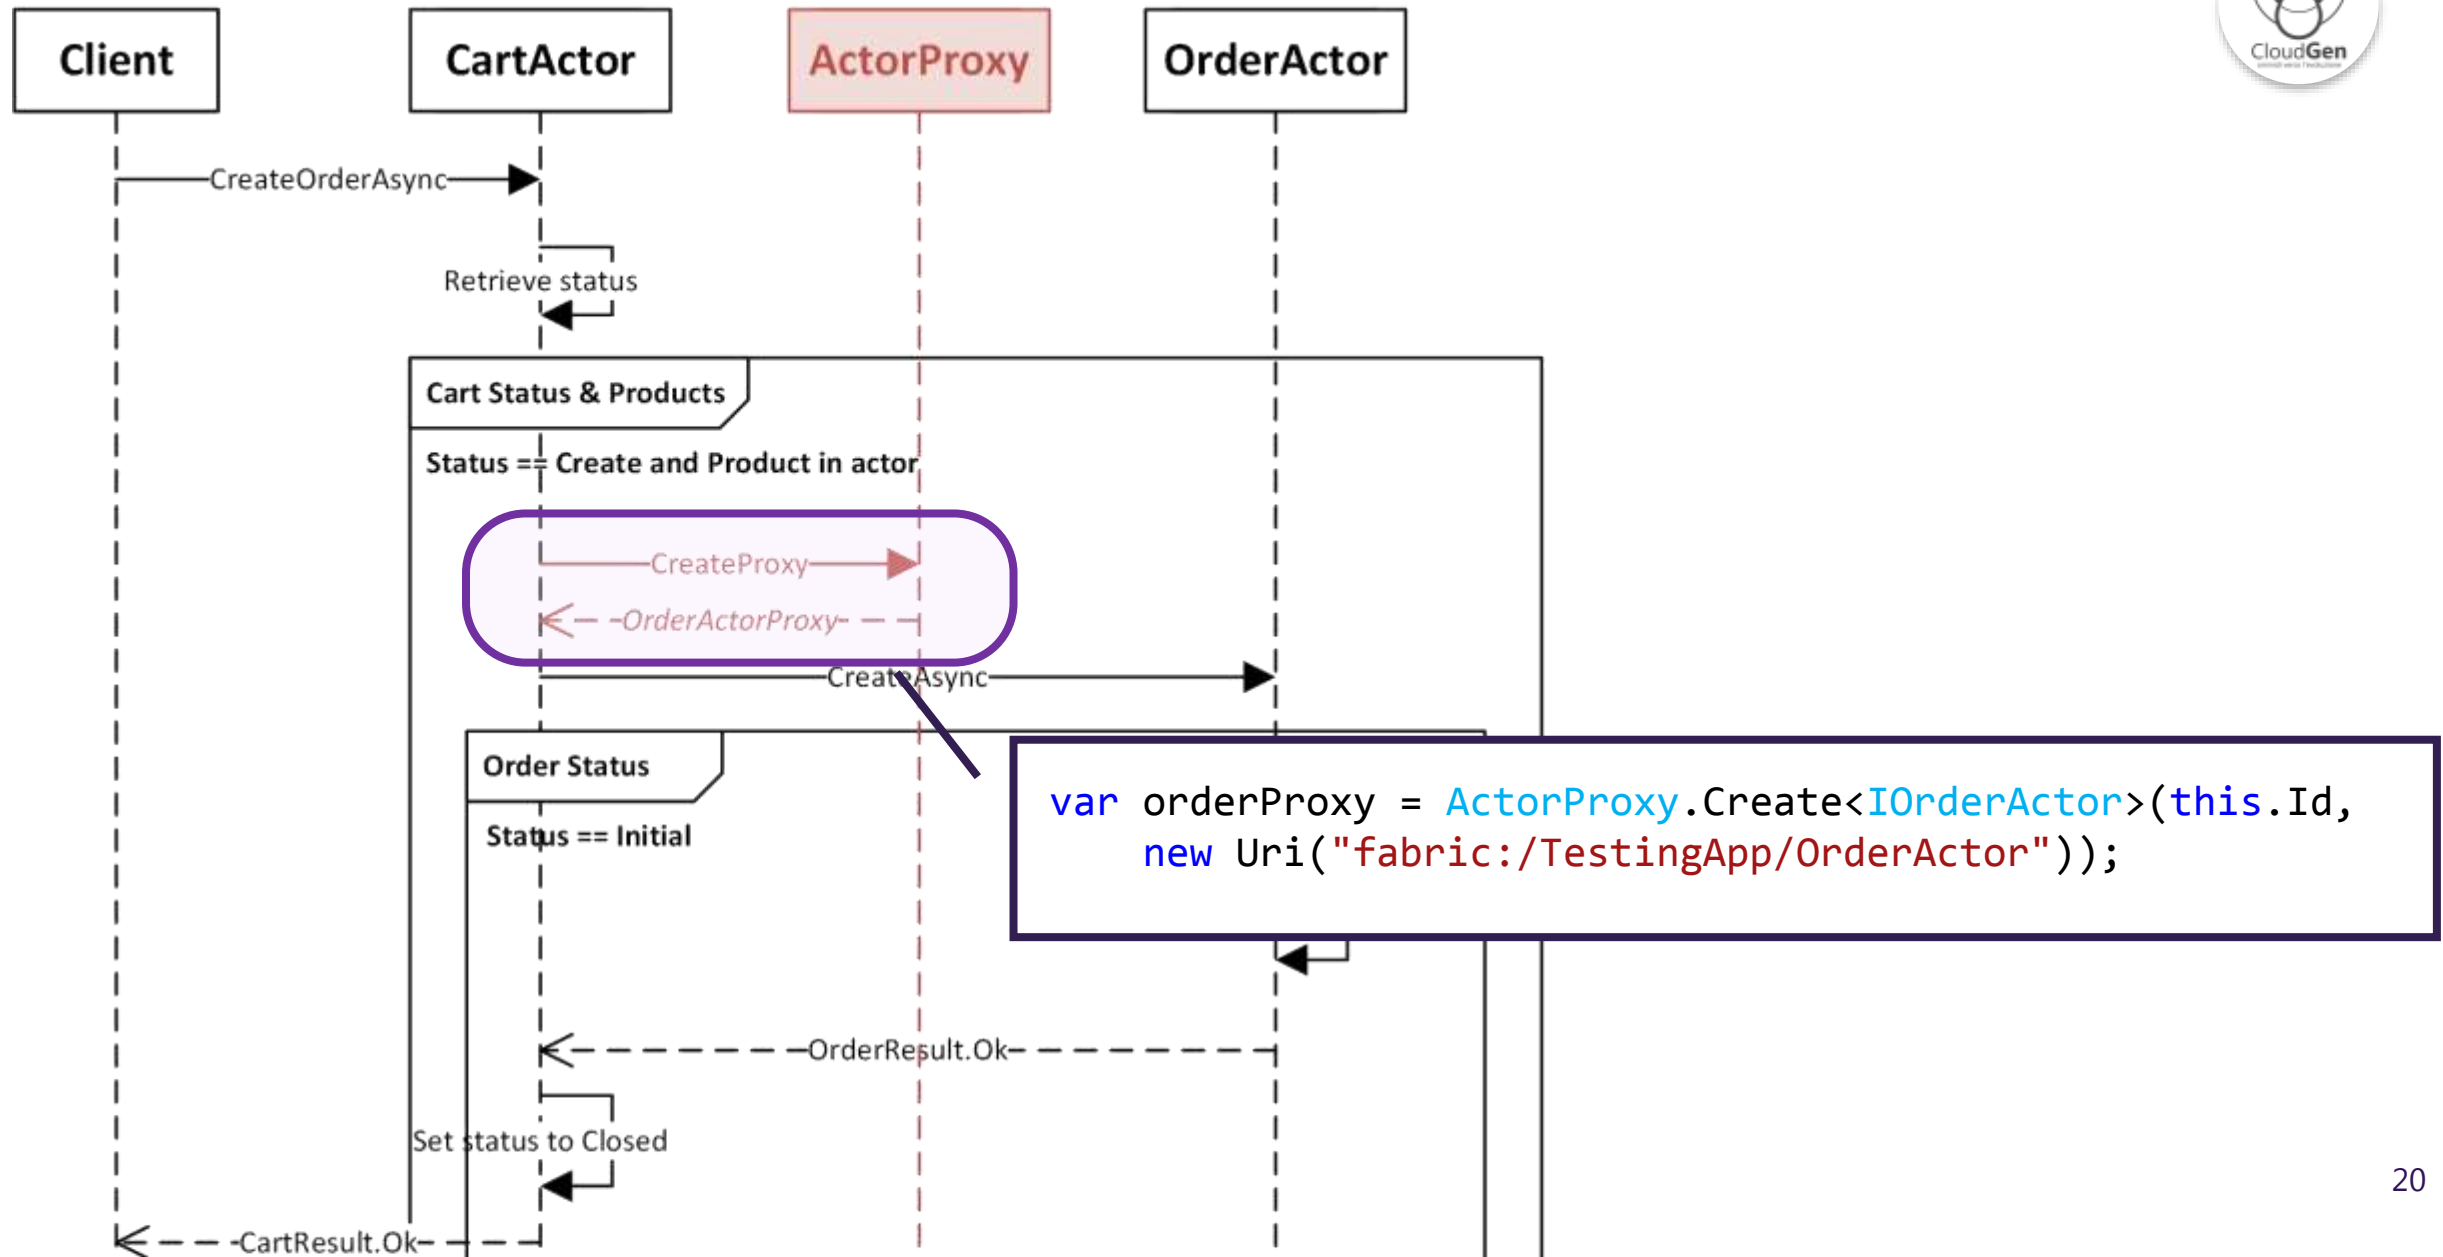 Client
CartActor
ActorProxy
OrderActor
CloudGen
CreateOrderAsync
Retrieve status
Cart Status & Products
Status == Create and Product in actor
CreateProxy
OrderActorProxy
CreateAsync
Order Status
Status == Initial
var orderProxy = ActorProxy.Create<IOrderActor>(this.Id,
new Uri("fabric:/TestingApp/OrderActor"));
OrderResult.Ok
Set status to Closed
CartResult.Ok
20